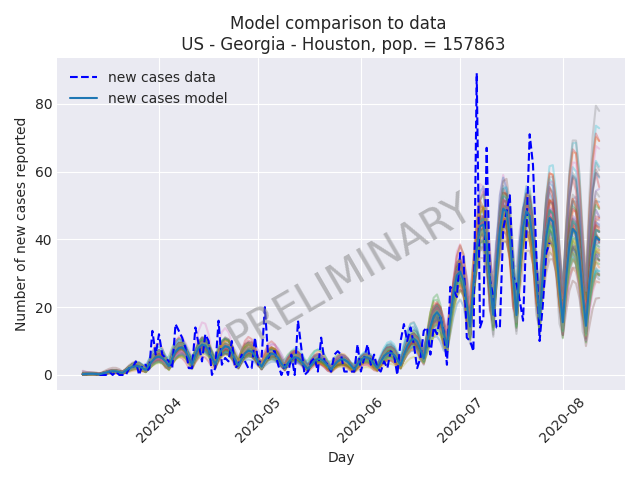 Model comparison to data
US - Georgia - Houston, pop. = 157863
new cases data
new cases model
PRELIMINARY
Number of new cases reported
80
60
40
20
0
2020-04
2020-05
2020-06
2020-07
2020-08
Day